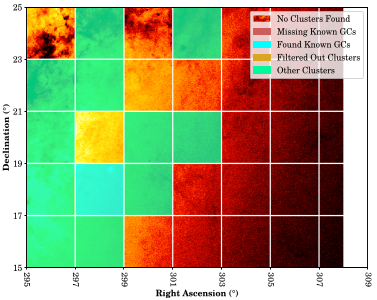 25
23
21
19
17
15
Declination (°)
No Clusters Found
Missing Known GCs
Found Known GCs
Filtered Out Clusters
Other Clusters
295
297
299
301
303
305
307
309
Right Ascension (°)